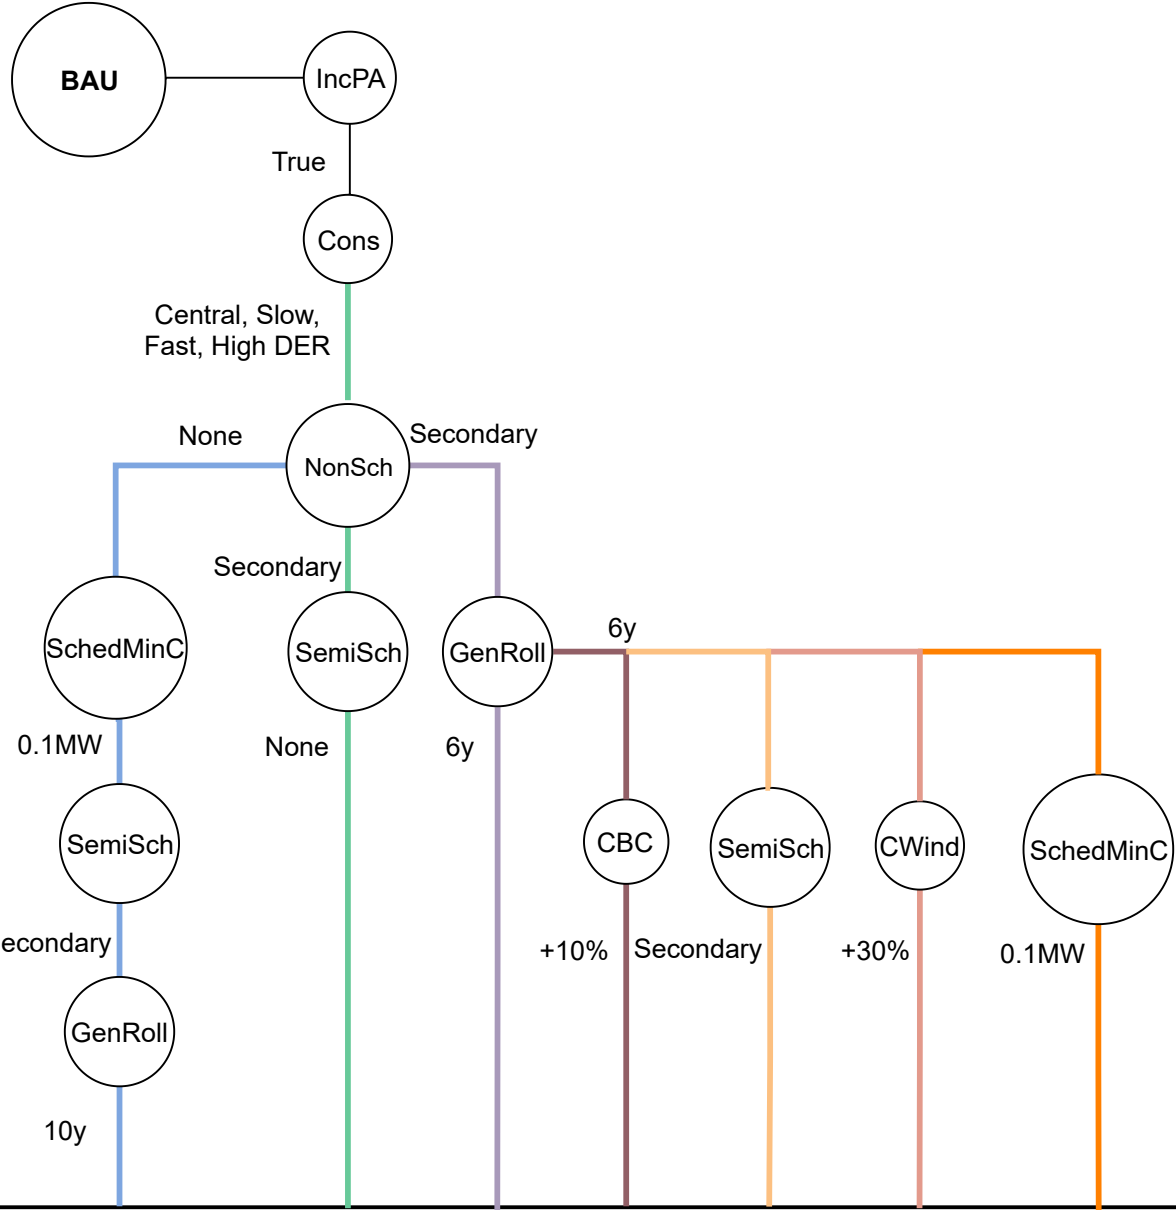 BAU
IncPA
True
Cons
Central, Slow,
Fast, High DER
None
Secondary
NonSch
Secondary
6y
SchedMinC
SemiSch
GenRoll
0.1MW
None
6y
SemiSch
CBC
SemiSch
CWind
SchedMinC
econdary
+10%
Secondary
+30%
0.1MW
GenRoll
10y